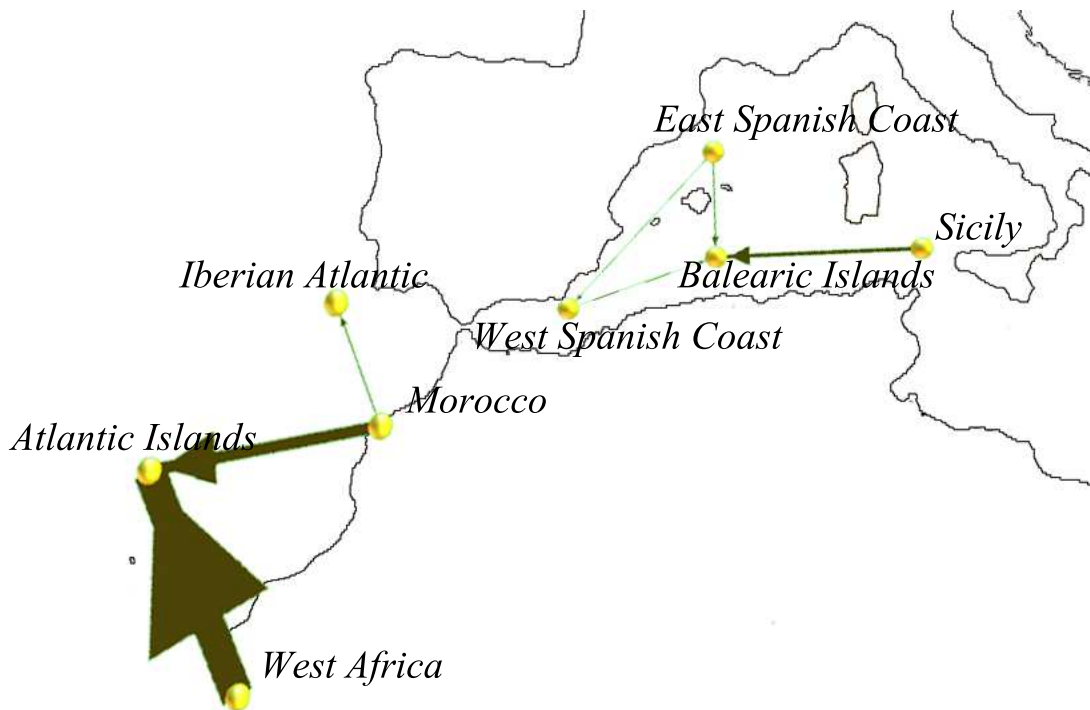 East Spanish Coast
Sicily
Iberian Atlantic
Balearic Islands
West Spanish Coast
Morocco
Atlantic Islands
West Africa